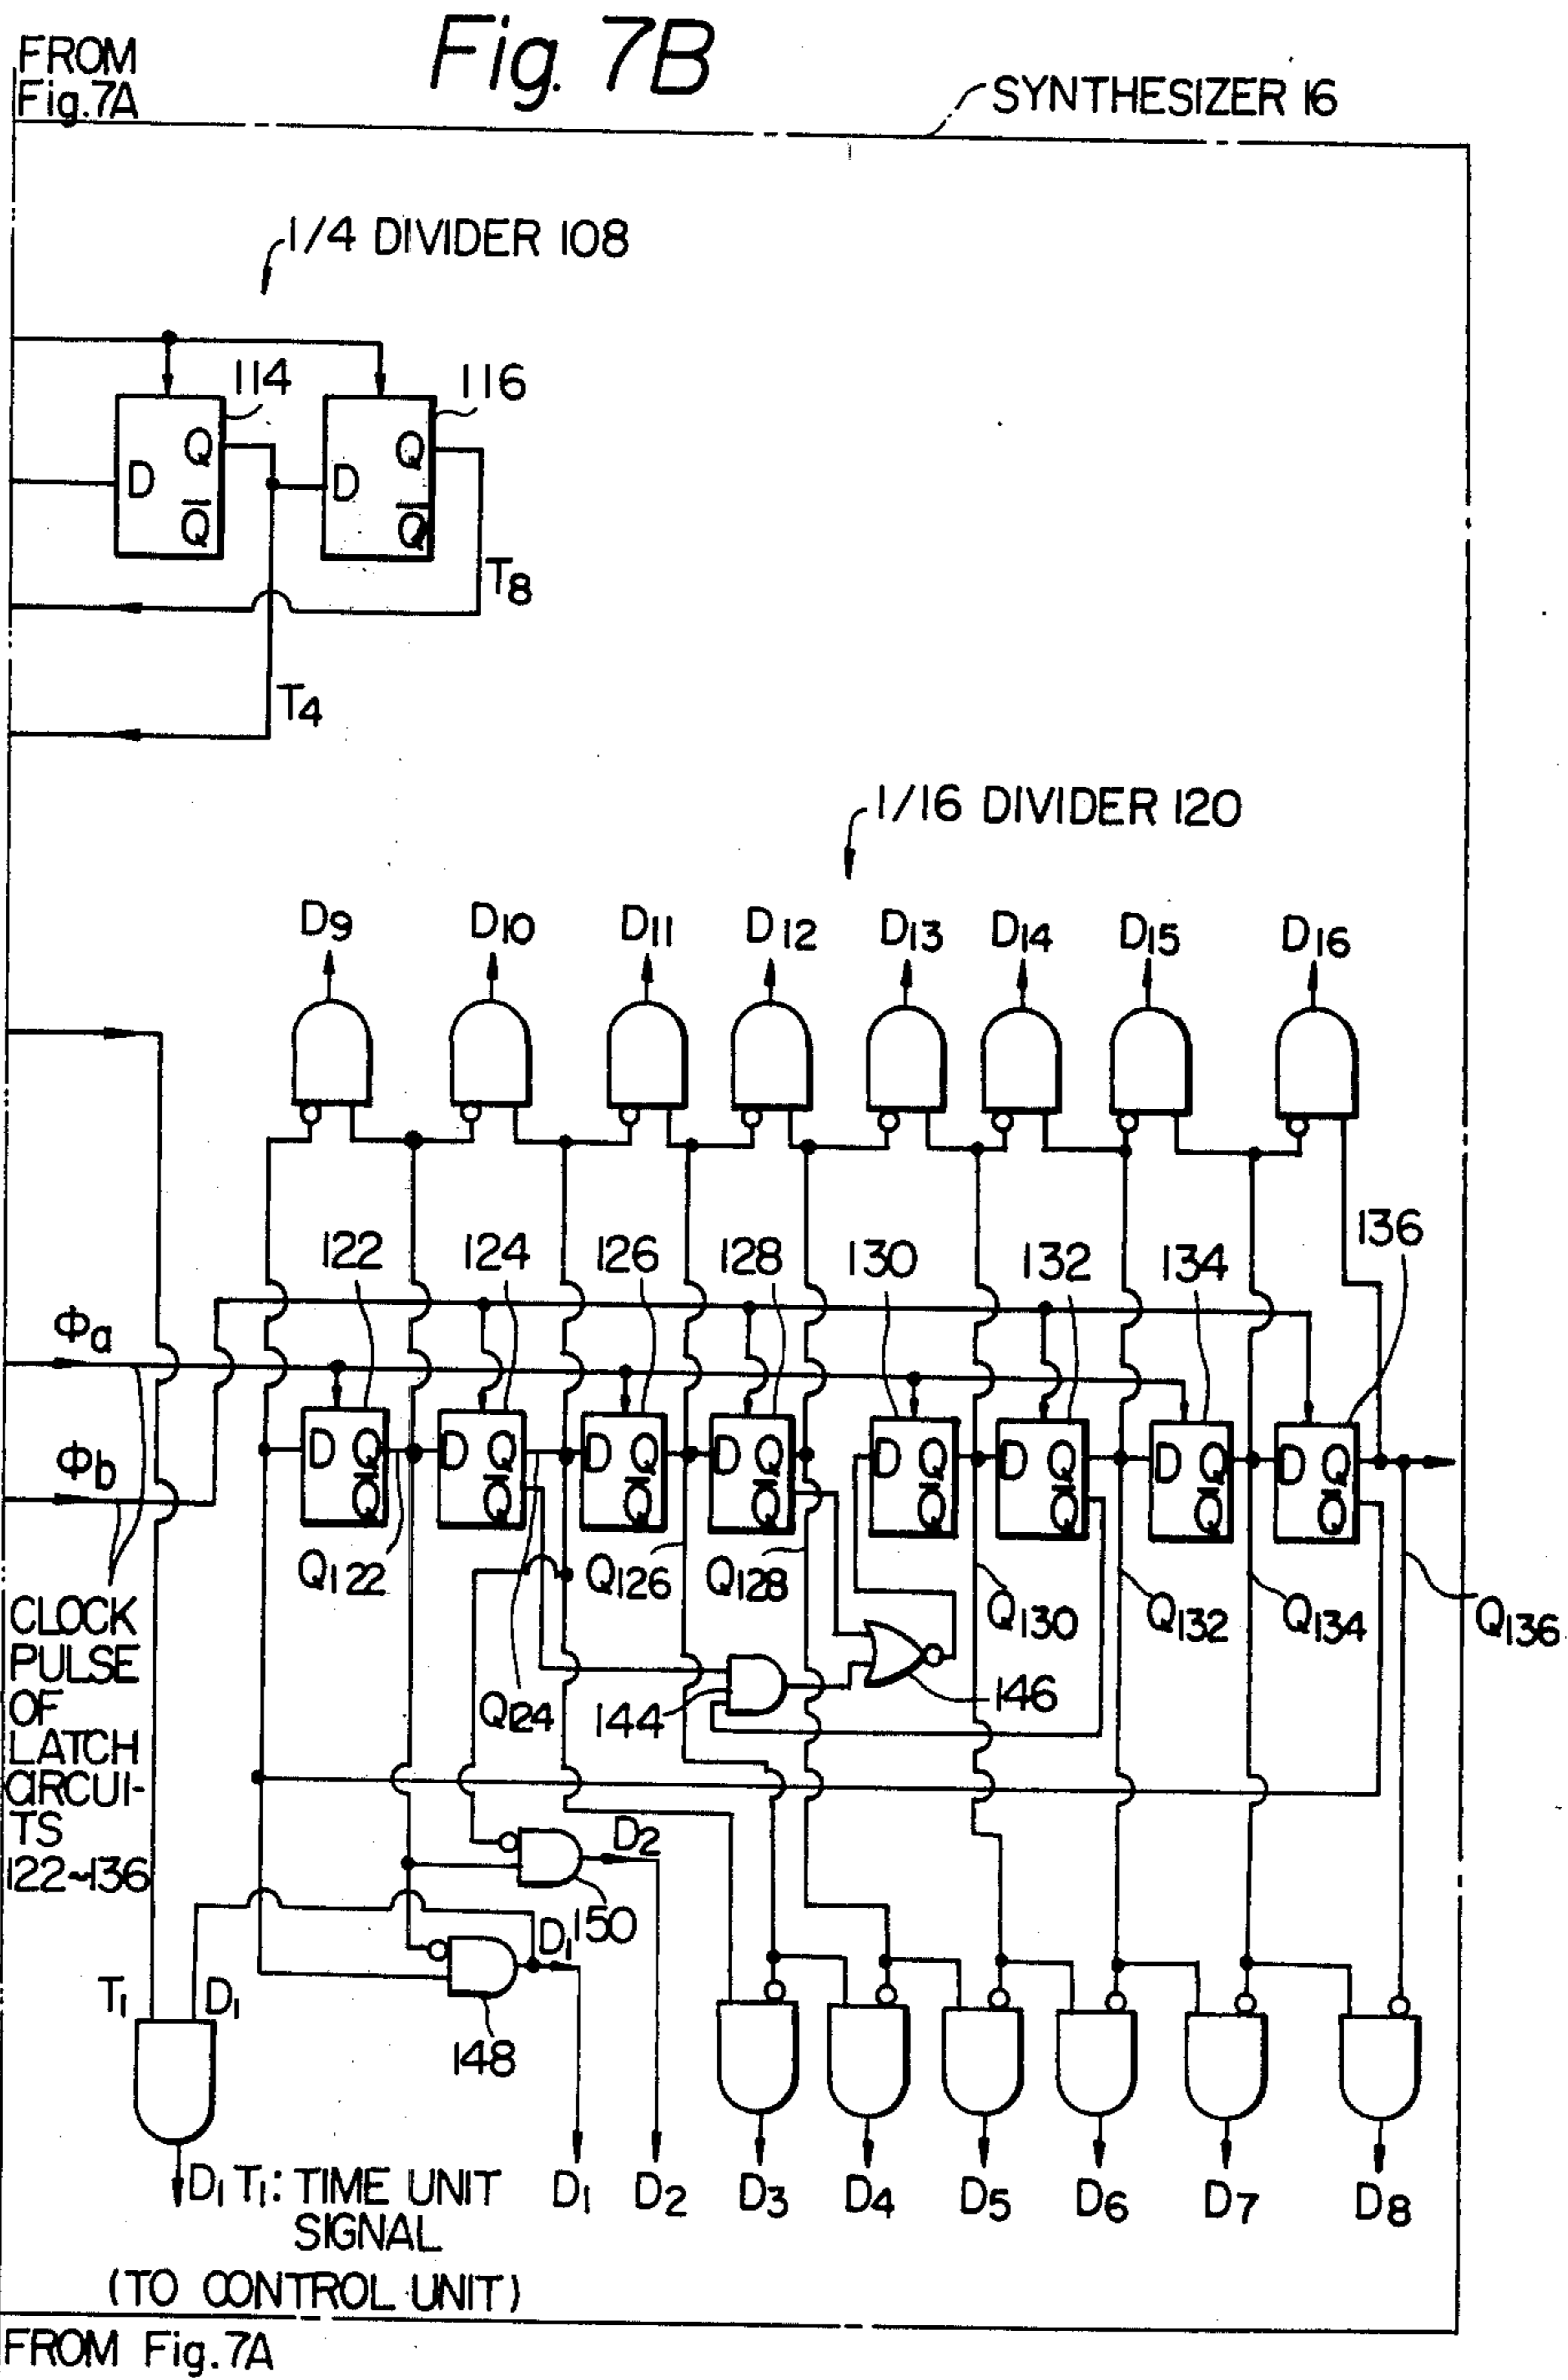 FROM
Fig.7A
Fig. 7B
SYNTHESIZER 16
1/4 DIVIDER 108
114
116
D
Q
Q̅
D
Q
Q̅
T8
T4
1/16 DIVIDER 120
D9
D10
D11
D12
D13
D14
D15
D16
122
124
126
128
130
132
134
136
Φa
Φb
D Q
Q̅
D Q
Q̅
D Q
Q̅
D Q
Q̅
D Q
Q̅
D Q
Q̅
D Q
Q̅
D Q
Q̅
Q122
Q124
Q126
Q128
Q130
Q132
Q134
Q136
CLOCK
PULSE
OF
LATCH
CIRCUI-
TS
122~136
144
146
D2
150
D1
148
T1
D1
D1 T1: TIME UNIT
SIGNAL
(TO CONTROL UNIT)
D1
D2
D3
D4
D5
D6
D7
D8
FROM Fig.7A